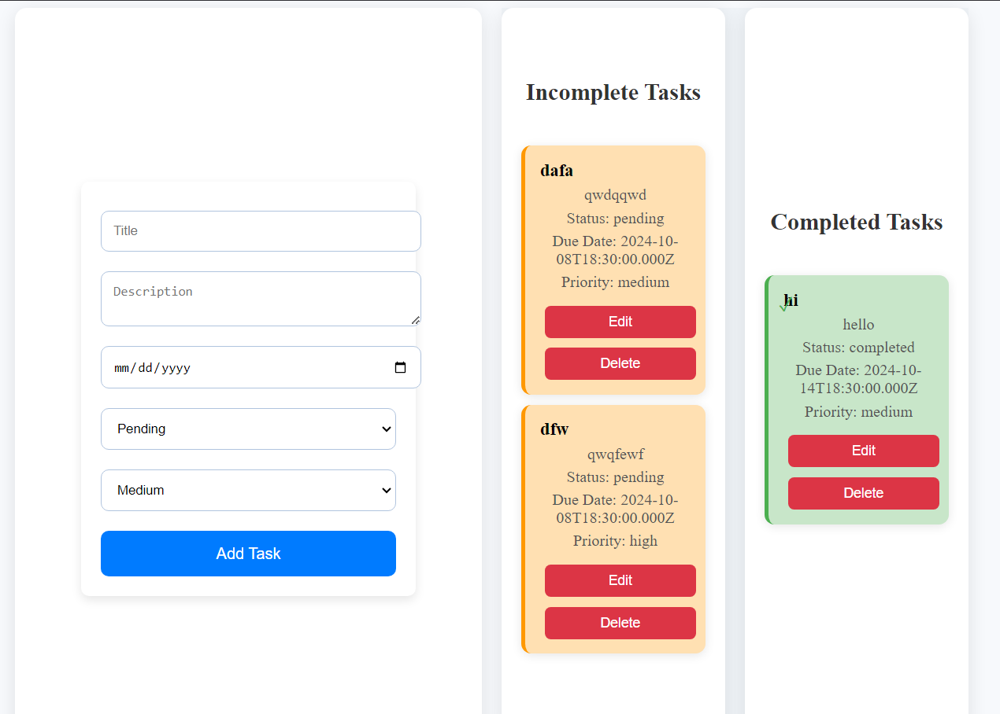 Title
Description
mm/dd/yyyy
Pending
Medium
Add Task
Incomplete Tasks
dafa
qwdqqwd
Status: pending
Due Date: 2024-10-
08T18:30:00.000Z
Priority: medium
Edit
Delete
dfw
qwqfewf
Status: pending
Due Date: 2024-10-
08T18:30:00.000Z
Priority: high
Edit
Delete
Completed Tasks
hi
hello
Status: completed
Due Date: 2024-10-
14T18:30:00.000Z
Priority: medium
Edit
Delete